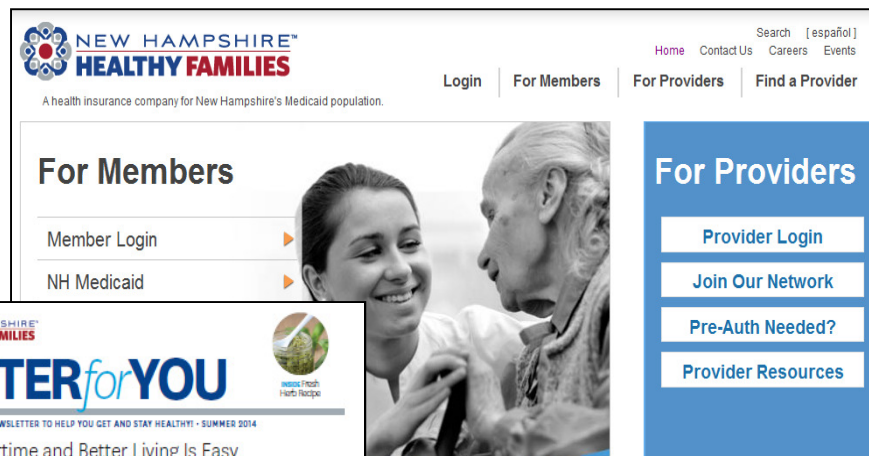 NEW HAMPSHIRE™
HEALTHY FAMILIES
A health insurance company for New Hampshire's Medicaid population.
Search [ español ]
Home Contact Us Careers Events
Login For Members For Providers Find a Provider
For Members
Member Login
NH Medicaid
For Providers
Provider Login
Join Our Network
Pre-Auth Needed?
Provider Resources
SHIRE™
MILIES
TERforYOU
INSIDE Fresh
Herb Recipe
WSLETTER TO HELP YOU GET AND STAY HEALTHY! • SUMMER 2014
time and Better Living Is Easy